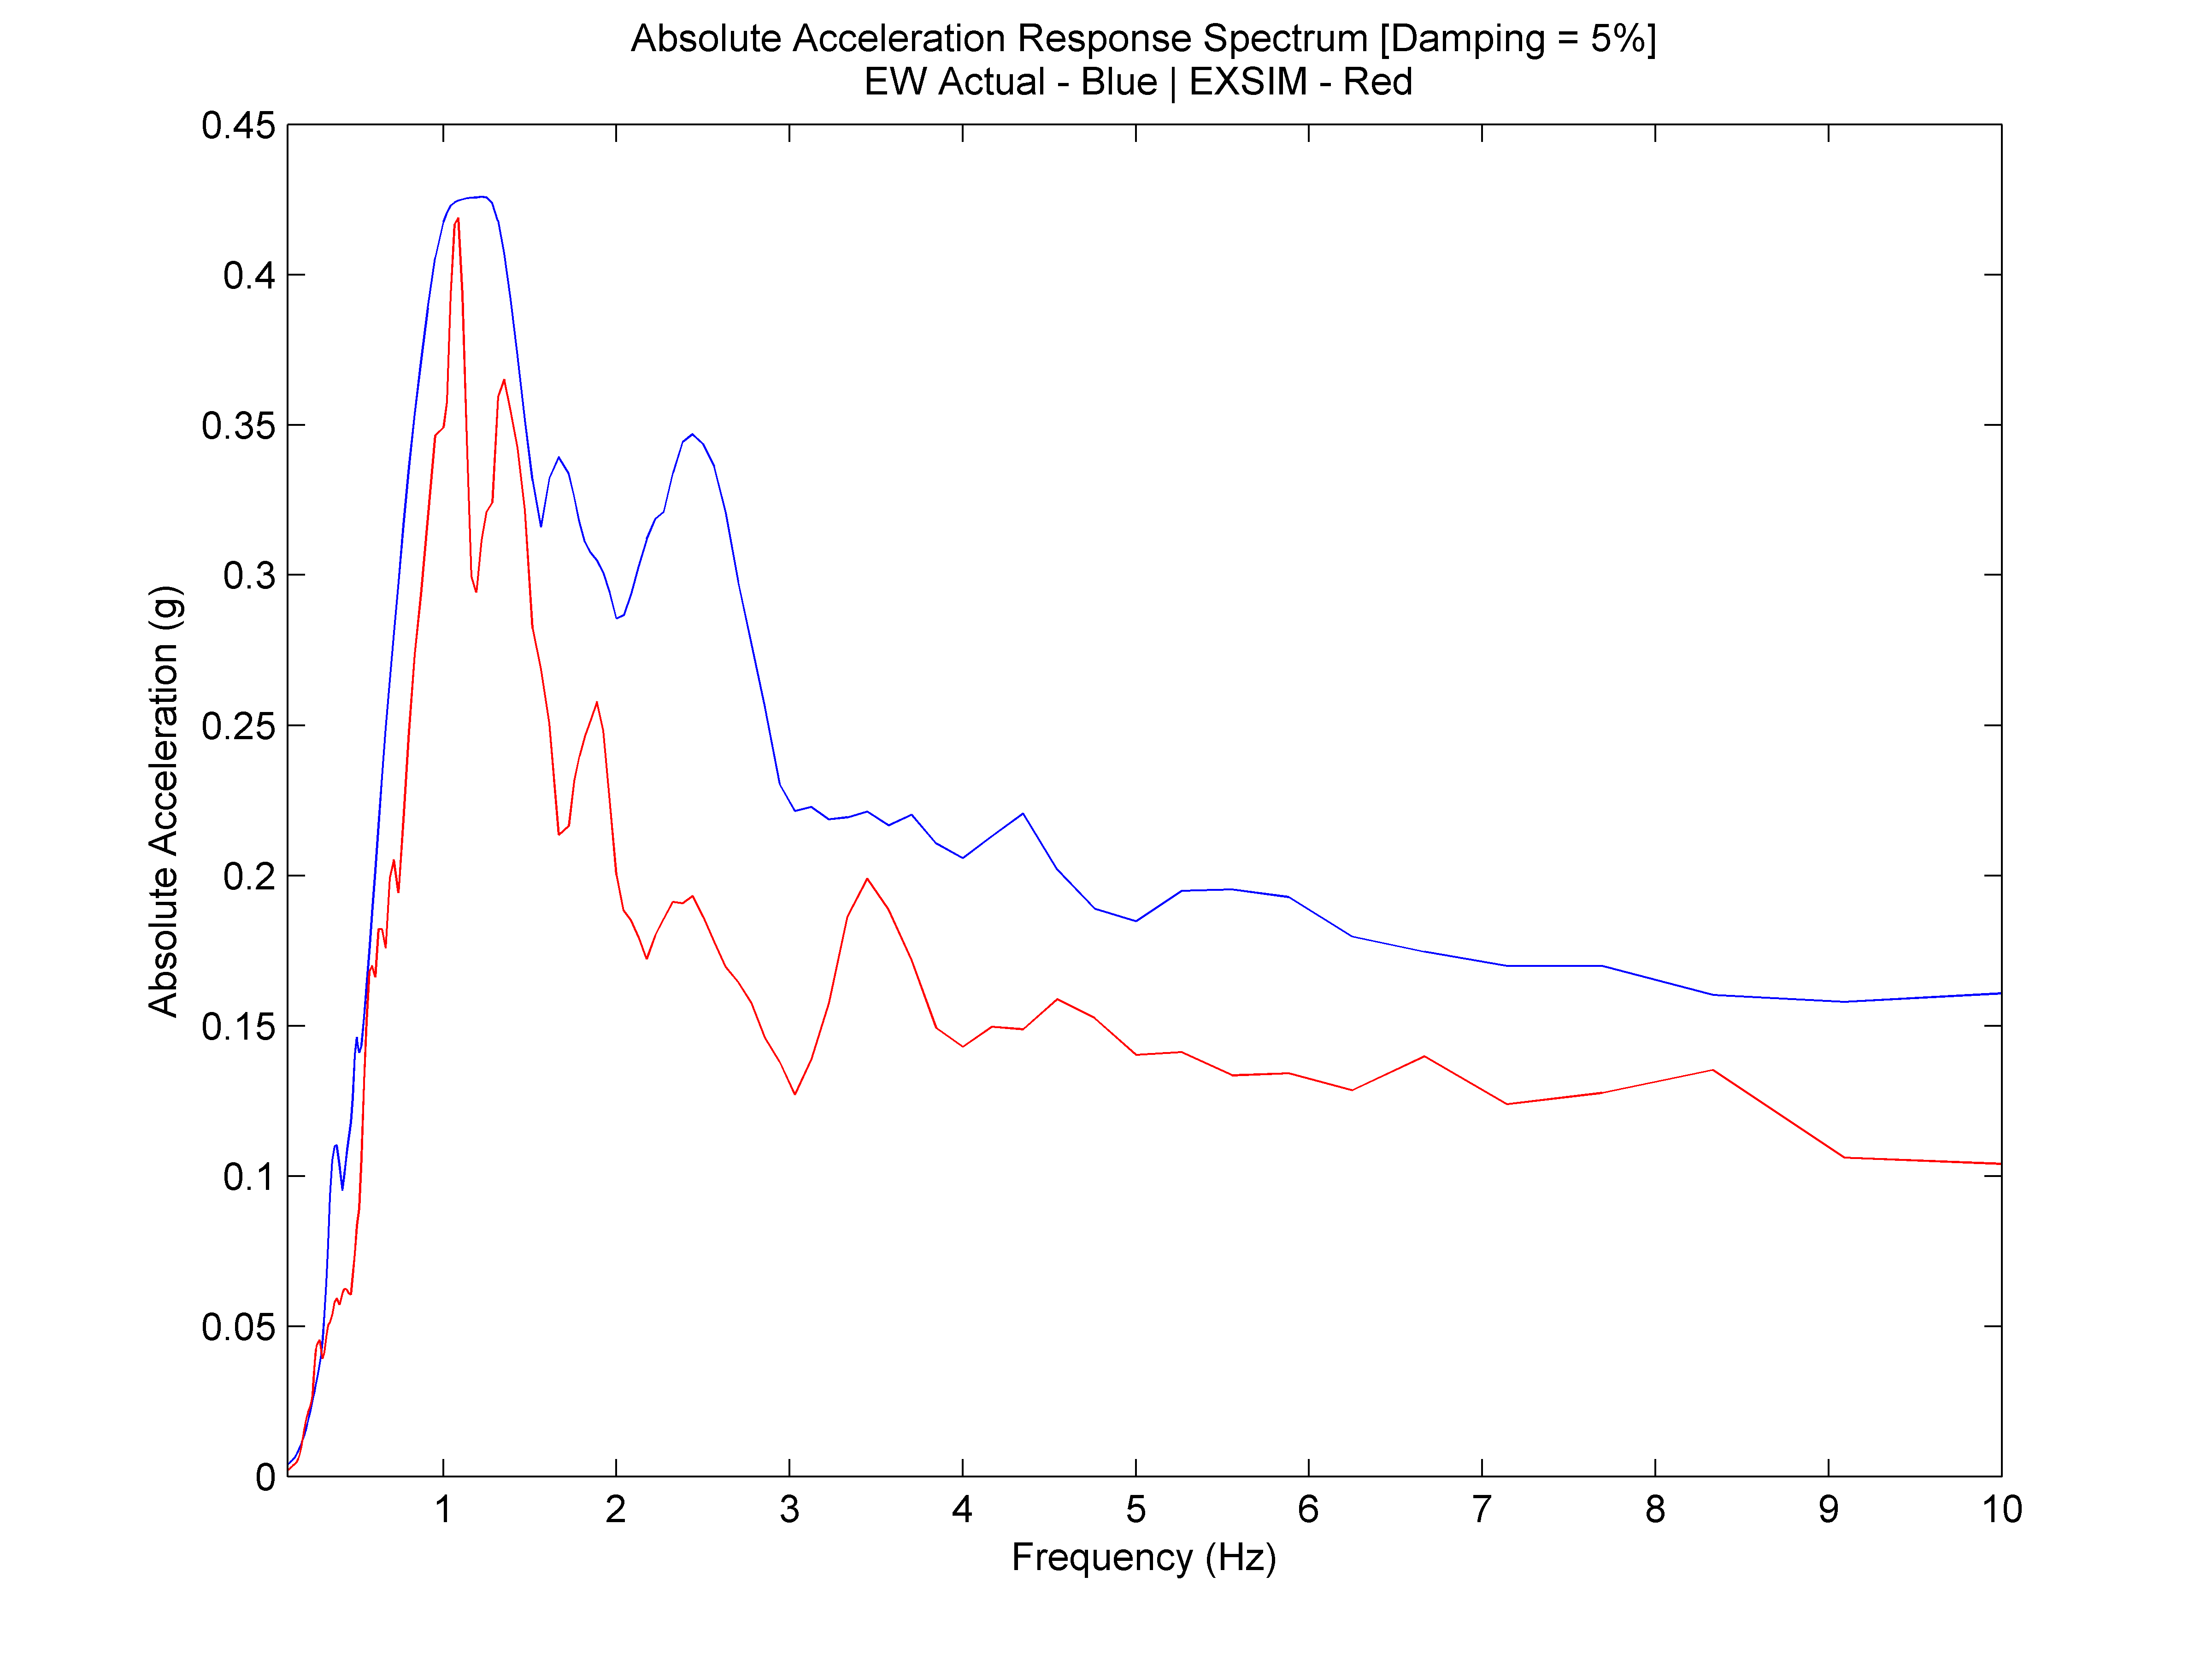 Absolute Acceleration Response Spectrum [Damping = 5%]
EW Actual - Blue | EXSIM - Red
0.45
0.4
0.35
0.3
0.25
0.2
0.15
0.1
0.05
0
Absolute Acceleration (g)
1 2 3 4 5 6 7 8 9 10
Frequency (Hz)